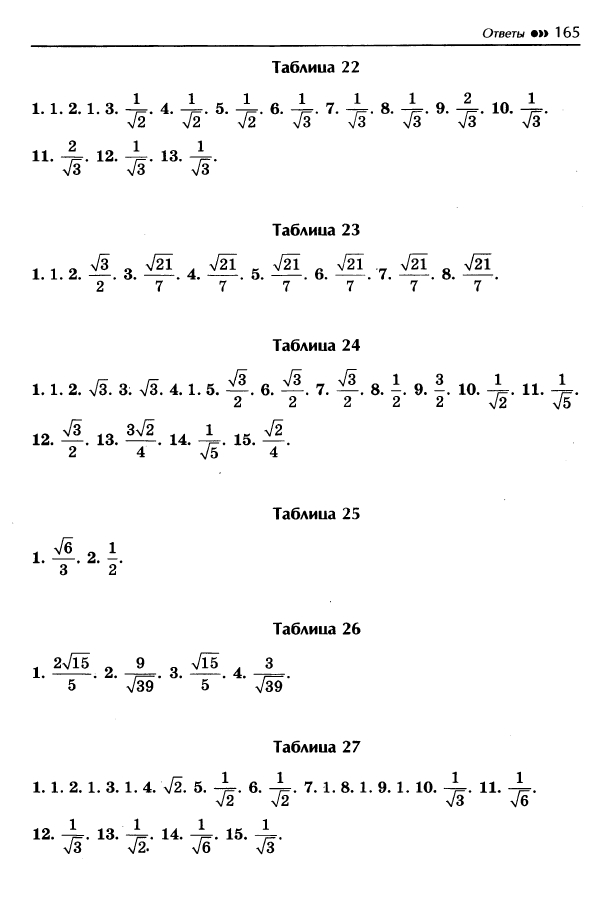 Ответы ●»» 165
Таблица 22
1. 1. 2. 1. 3. 1/√2. 4. 1/√2. 5. 1/√2. 6. 1/√3. 7. 1/√3. 8. 1/√3. 9. 2/√3. 10. 1/√3.
11. 2/√3. 12. 1/√3. 13. 1/√3.
Таблица 23
1. 1. 2. √3/2. 3. √21/7. 4. √21/7. 5. √21/7. 6. √21/7. 7. √21/7. 8. √21/7.
Таблица 24
1. 1. 2. √3. 3. √3. 4. 1. 5. √3/2. 6. √3/2. 7. √3/2. 8. 1/2. 9. 3/2. 10. 1/√2. 11. 1/√5.
12. √3/2. 13. 3√2/4. 14. 1/√5. 15. √2/4.
Таблица 25
1. √6/3. 2. 1/2.
Таблица 26
1. 2√15/5. 2. 9/√39. 3. √15/5. 4. 3/√39.
Таблица 27
1. 1. 2. 1. 3. 1. 4. √2. 5. 1/√2. 6. 1/√2. 7. 1. 8. 1. 9. 1. 10. 1/√3. 11. 1/√6.
12. 1/√3. 13. 1/√2. 14. 1/√6. 15. 1/√3.